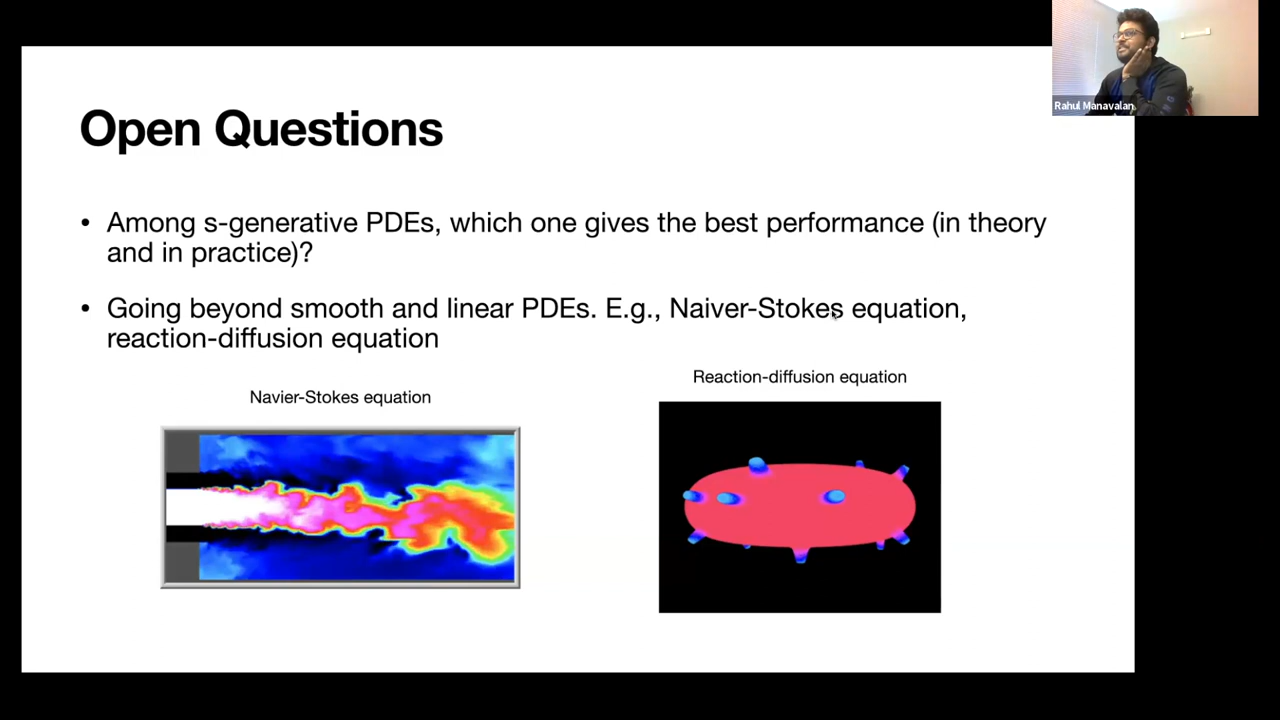 Rahul Manavalan
Open Questions
• Among s-generative PDEs, which one gives the best performance (in theory
and in practice)?
• Going beyond smooth and linear PDEs. E.g., Naiver-Stokes equation,
reaction-diffusion equation
Navier-Stokes equation
Reaction-diffusion equation